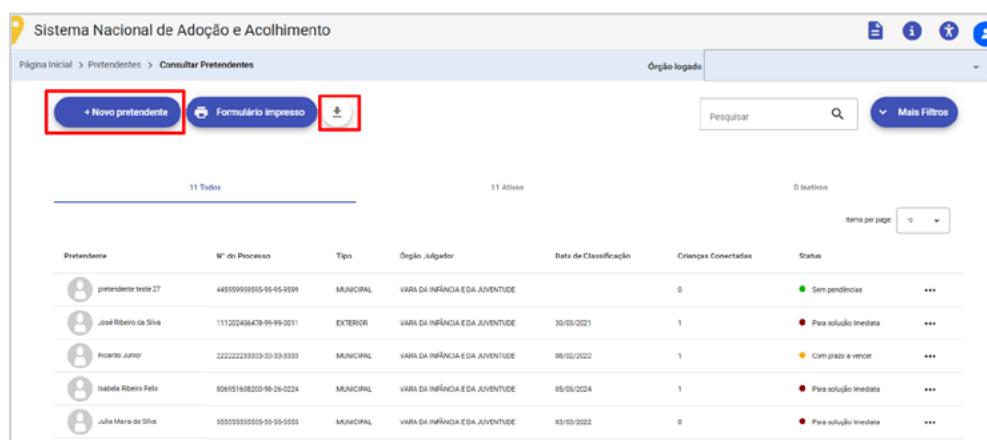 Sistema Nacional de Adoção e Acolhimento
Página Inicial > Pretendentes > Consultar Pretendentes Órgão logado
+ Novo pretendente Formulário impresso Pesquisar Mais Filtros
11 Todos 11 Ativos 0 Inativos
Items per page: 10
Pretendente N° do Processo Tipo Órgão Julgador Data de Classificação Crianças Conectadas Status
pretendente teste 27 MUNICIPAL VARA DA INFÂNCIA E DA JUVENTUDE 0 Sem pendências
José Ribeiro da Silva EXTERIOR VARA DA INFÂNCIA E DA JUVENTUDE 30/03/2021 1 Para solução Imediata
Ricardo Junior MUNICIPAL VARA DA INFÂNCIA E DA JUVENTUDE 08/02/2022 1 Com prazo a vencer
Isabela Ribeiro Felix MUNICIPAL VARA DA INFÂNCIA E DA JUVENTUDE 05/05/2024 1 Para solução Imediata
Julia Maria da Silva MUNICIPAL VARA DA INFÂNCIA E DA JUVENTUDE 03/03/2022 0 Para solução Imediata